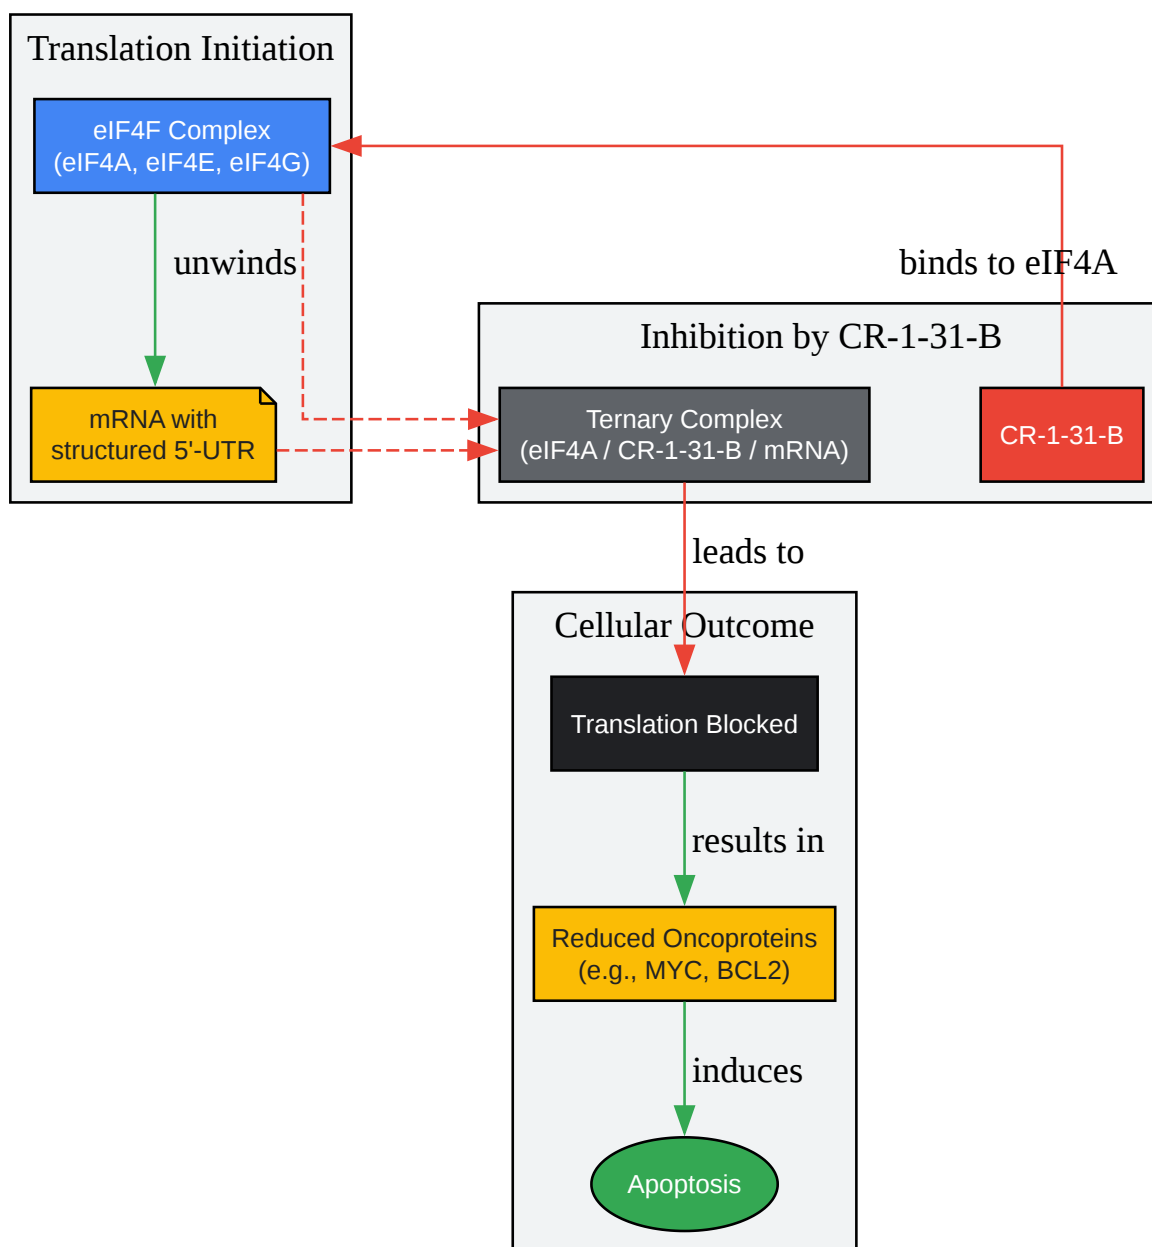 Translation Initiation
eIF4F Complex
(eIF4A, eIF4E, eIF4G)
unwinds
binds to eIF4A
mRNA with
structured 5'-UTR
Inhibition by CR-1-31-B
Ternary Complex
(eIF4A / CR-1-31-B / mRNA)
CR-1-31-B
leads to
Cellular Outcome
Translation Blocked
results in
Reduced Oncoproteins
(e.g., MYC, BCL2)
induces
Apoptosis